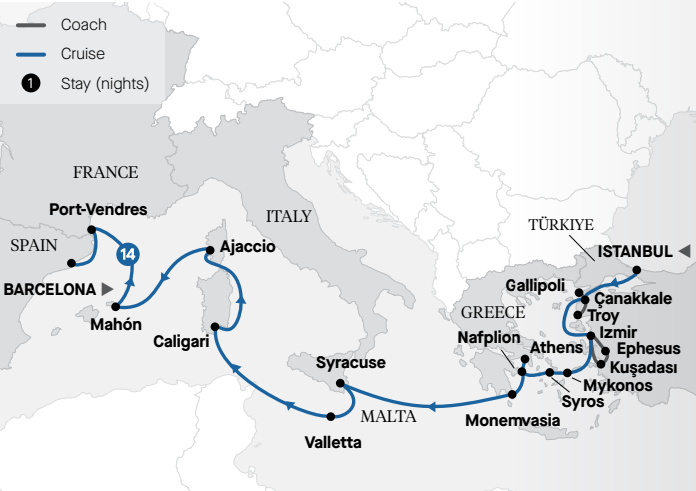 Coach
Cruise
1 Stay (nights)
FRANCE
Port-Vendres
ITALY
TÜRKIYE
SPAIN
14
Ajaccio
ISTANBUL
BARCELONA
Gallipoli
Çanakkale
Mahón
GREECE
Troy
Caligari
Nafplion
Izmir
Athens
Ephesus
Syracuse
Kuşadası
Mykonos
Syros
MALTA
Monemvasia
Valletta